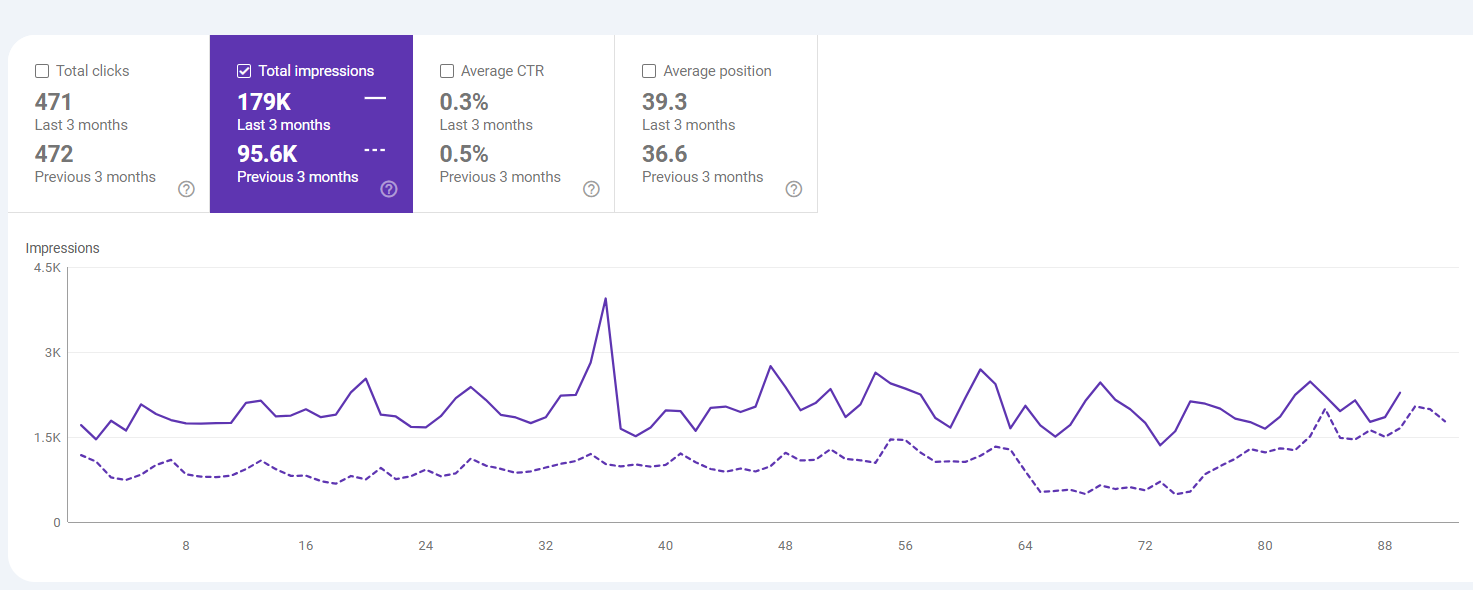 Total clicks
471
Last 3 months
472
Previous 3 months
Total impressions
179K
Last 3 months
95.6K
Previous 3 months
Average CTR
0.3%
Last 3 months
0.5%
Previous 3 months
Average position
39.3
Last 3 months
36.6
Previous 3 months
Impressions
4.5K
3K
1.5K
0
8 16 24 32 40 48 56 64 72 80 88